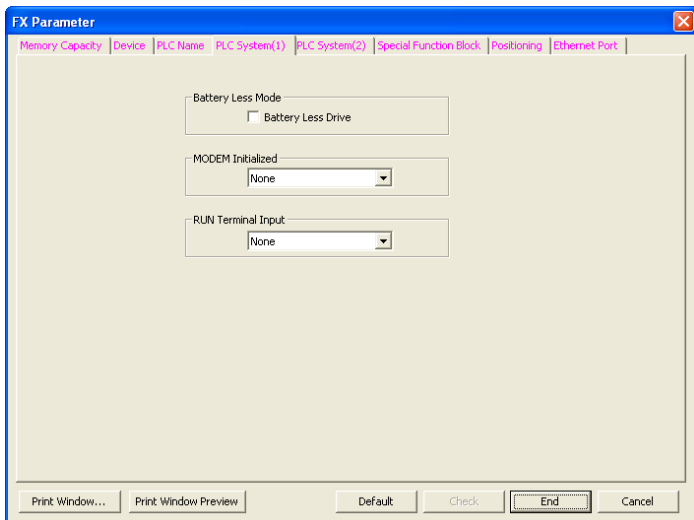 FX Parameter
Memory Capacity Device PLC Name PLC System(1) PLC System(2) Special Function Block Positioning Ethernet Port
Battery Less Mode
Battery Less Drive
MODEM Initialized
None
RUN Terminal Input
None
Print Window... Print Window Preview Default Check End Cancel